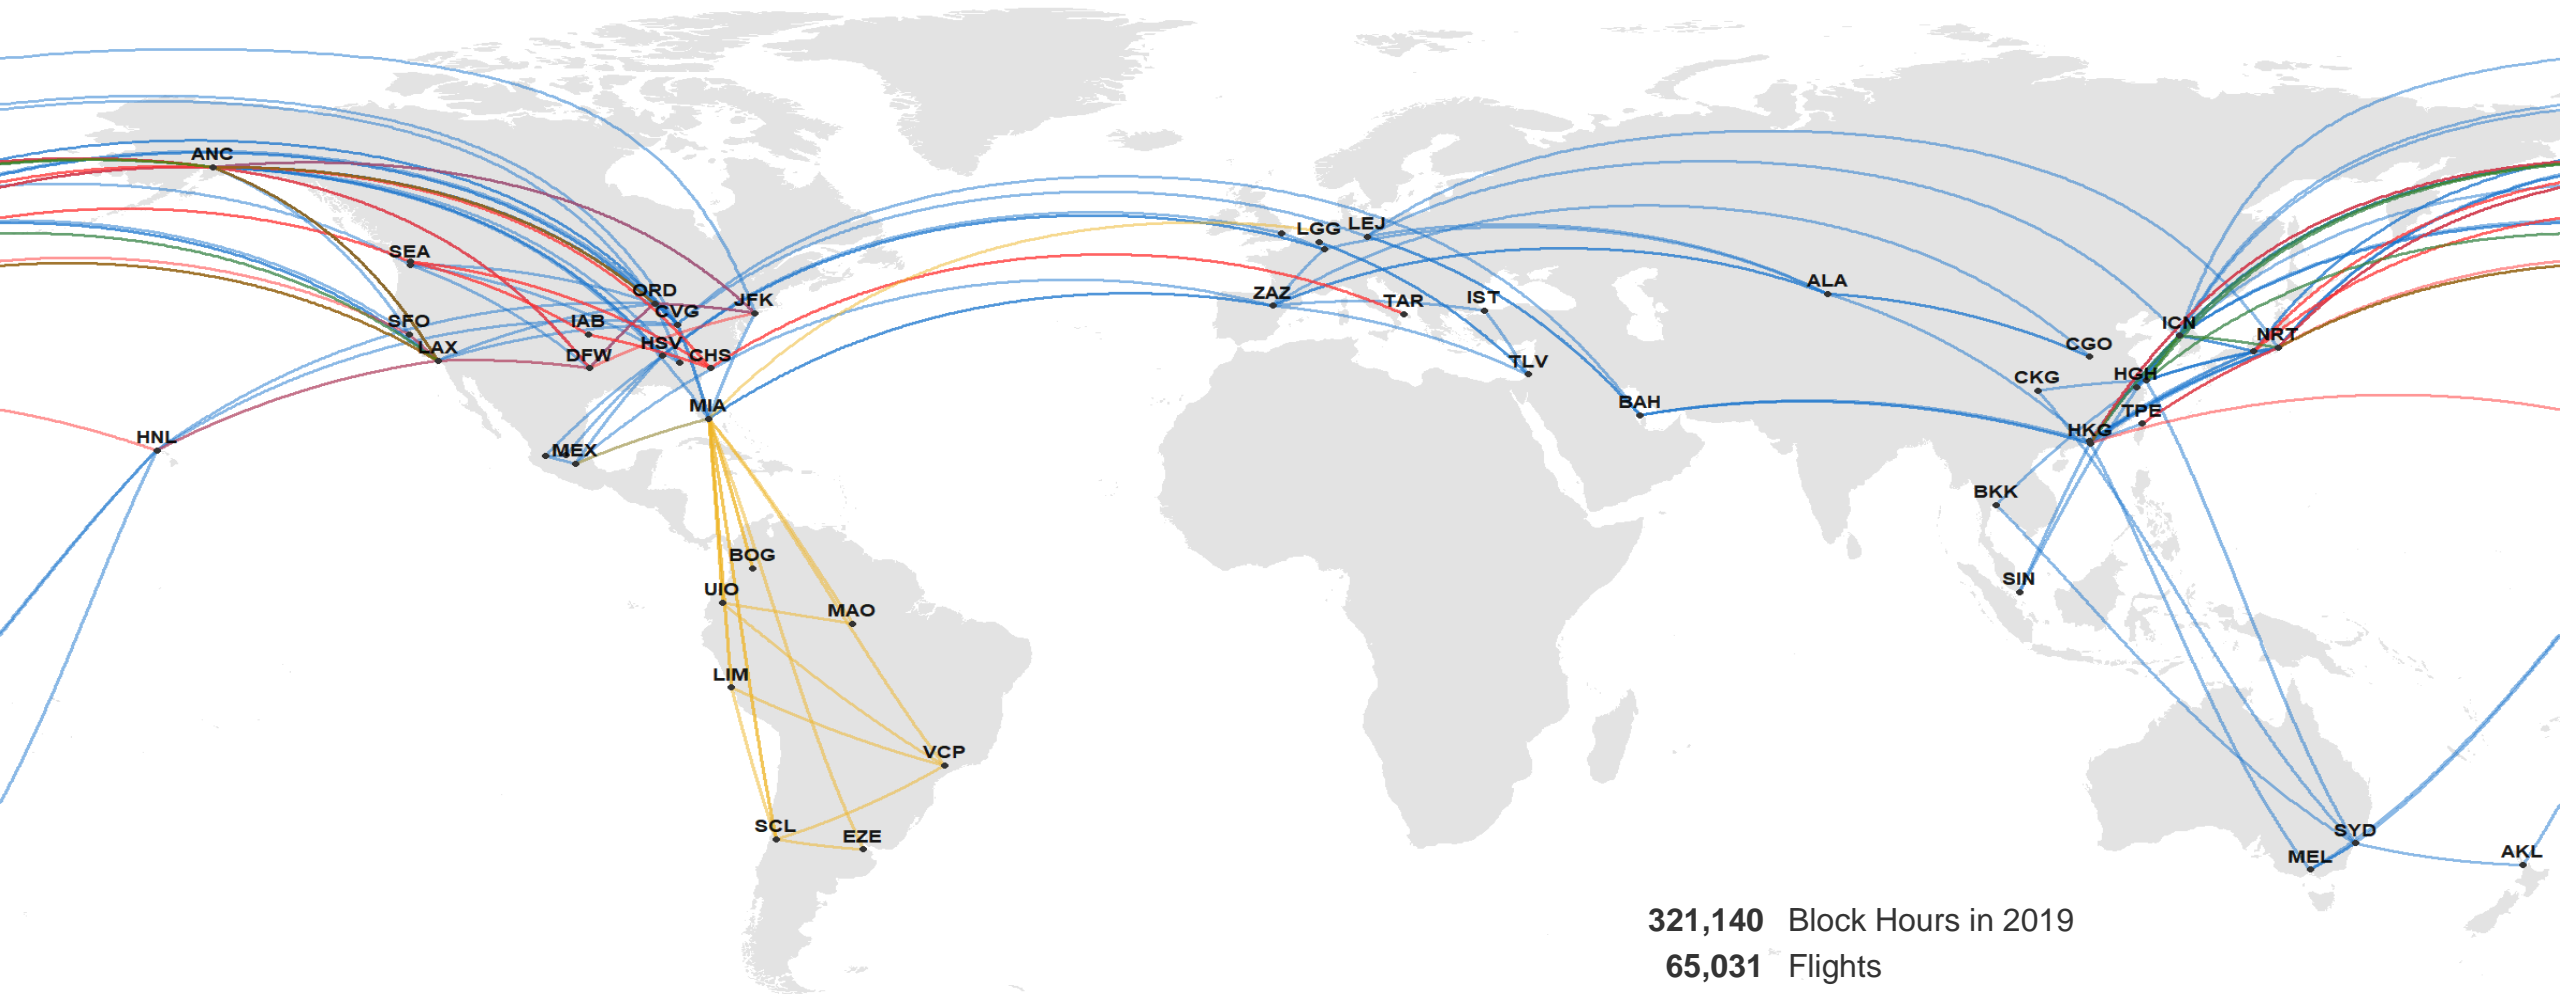 ANC
SEA
LGG
LEJ
ORD
JFK
ZAZ
TAR
IST
ALA
CVG
SFO
IAB
ICN
NRT
LAX
HSV
CHS
DFW
TLV
CGO
CKG
HGH
MIA
BAH
TPE
HNL
MEX
HKG
BKK
BOG
UIO
SIN
MAO
LIM
VCP
SCL
EZE
SYD
MEL
AKL
321,140 Block Hours in 2019
65,031 Flights